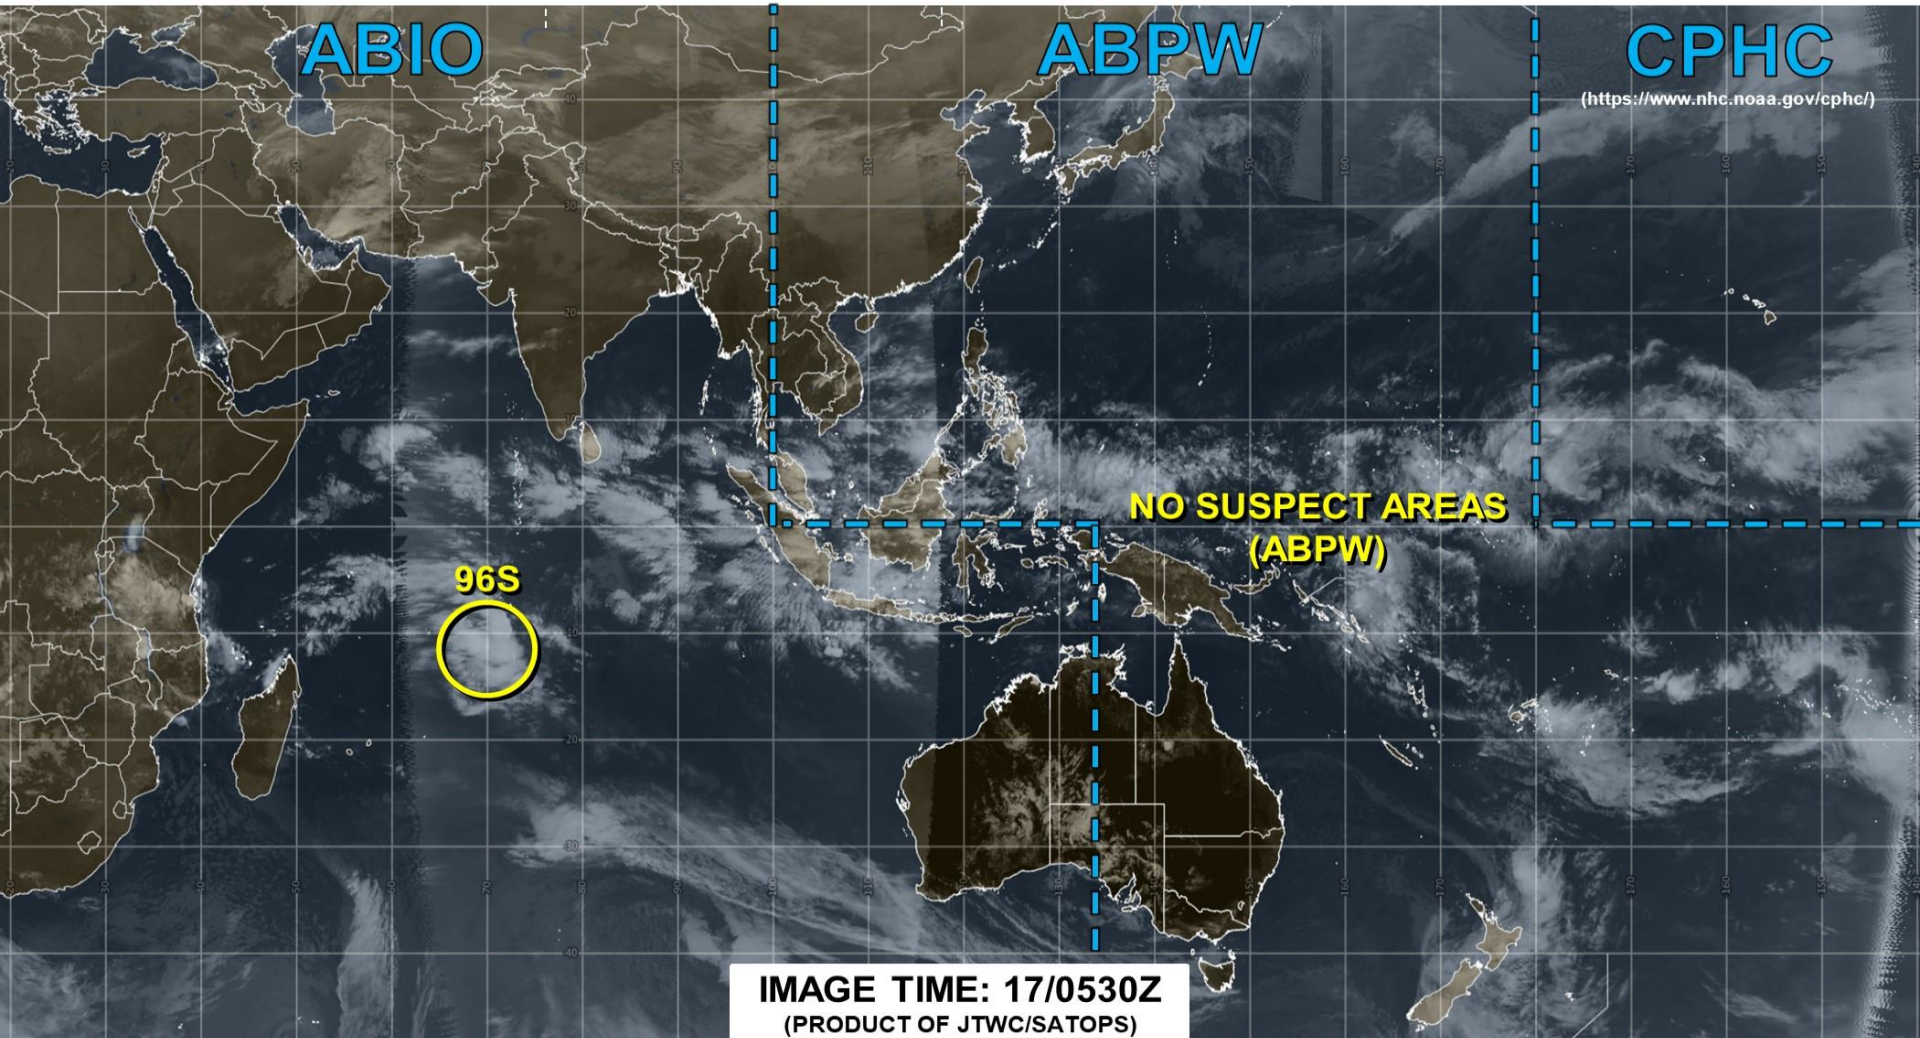 ABIO
ABPW
CPHC
(https://www.nhc.noaa.gov/cphc/)
NO SUSPECT AREAS
(ABPW)
96S
IMAGE TIME: 17/0530Z
(PRODUCT OF JTWC/SATOPS)